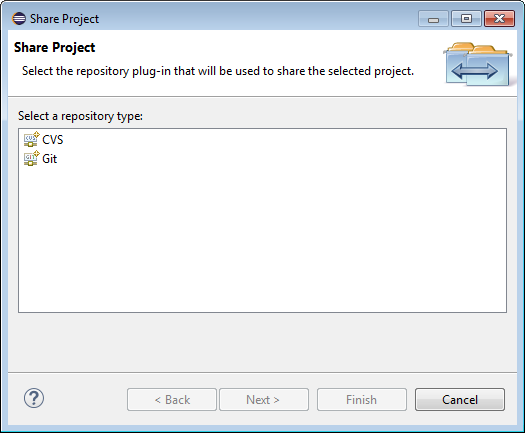 Share Project
Share Project
Select the repository plug-in that will be used to share the selected project.
Select a repository type:
CVS
Git
?
< Back
Next >
Finish
Cancel